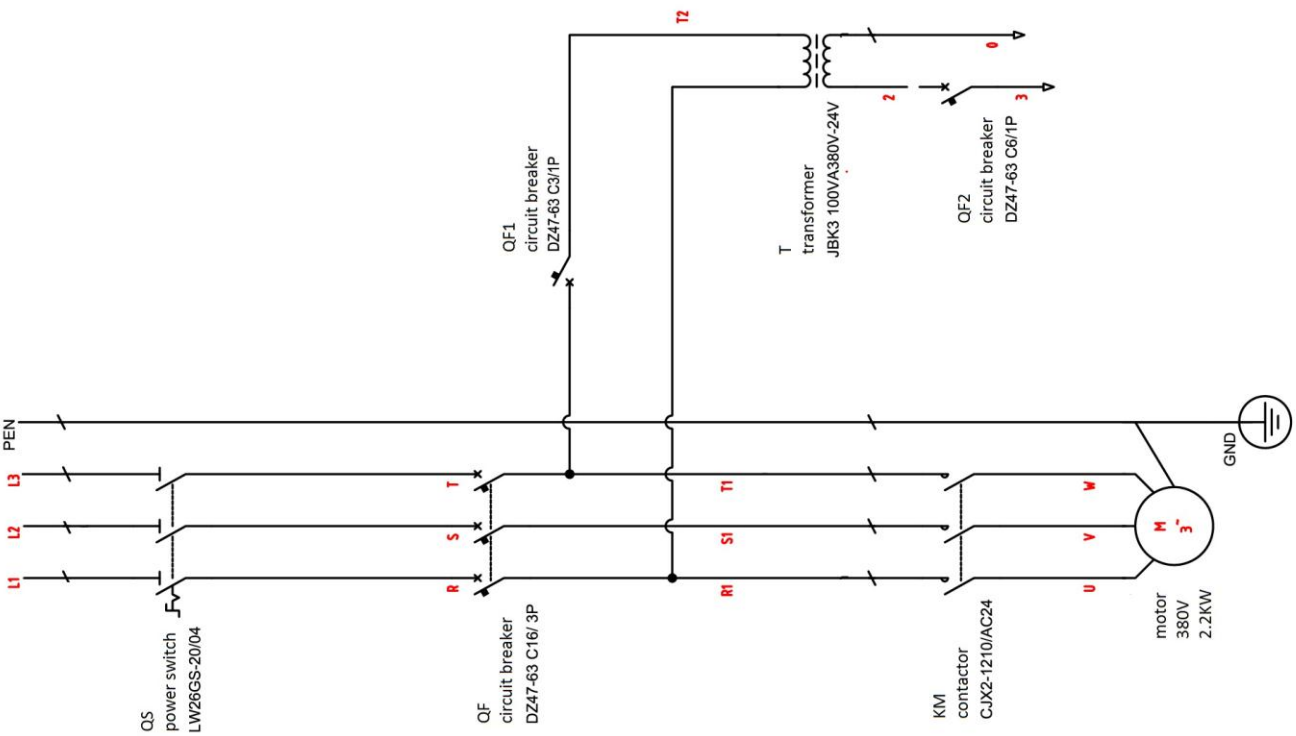 L1
L2
L3
PEN
QS
power switch
LW26GS-20/04
R
S
T
QF
circuit breaker
DZ47-63 C16/ 3P
QF1
circuit breaker
DZ47-63 C3/1P
T2
R1
S1
T1
T
transformer
JBK3 100VA380V-24V
2
0
3
QF2
circuit breaker
DZ47-63 C6/1P
KM
contactor
CJX2-1210/AC24
U
V
W
M
3~
motor
380V
2.2KW
GND